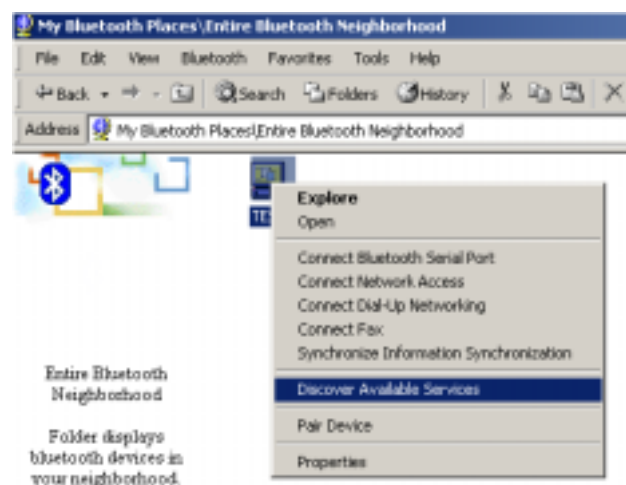 My Bluetooth Places\Entire Bluetooth Neighborhood
File Edit View Bluetooth Favorites Tools Help
Back Search Folders History
Address My Bluetooth Places\Entire Bluetooth Neighborhood
TE
Explore
Open
Connect Bluetooth Serial Port
Connect Network Access
Connect Dial-Up Networking
Connect Fax
Synchronize Information Synchronization
Discover Available Services
Pair Device
Properties
Entire Bluetooth
Neighborhood
Folder displays
bluetooth devices in
your neighborhood.